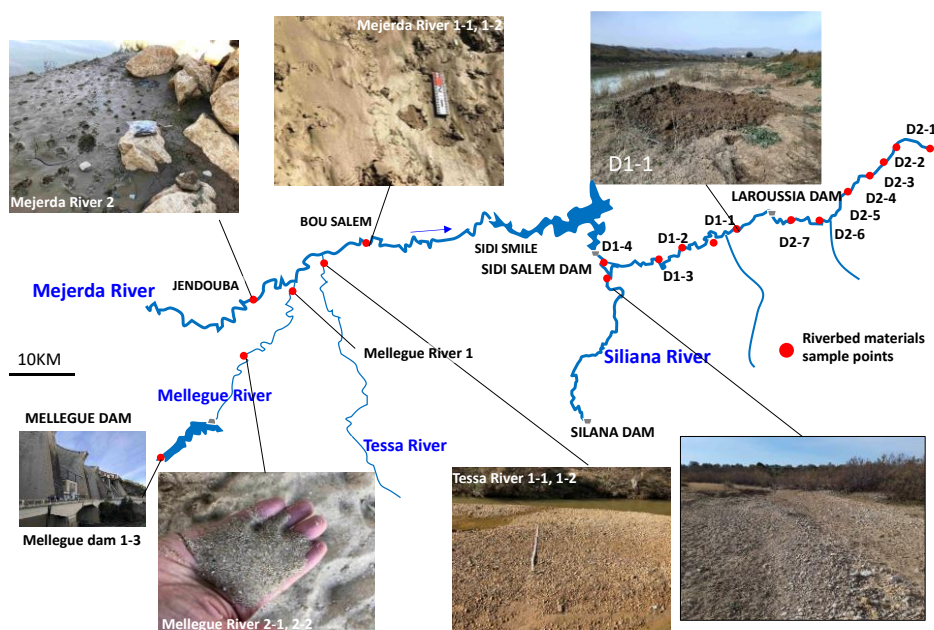 Mejerda River 1-1, 1-2
Mejerda River 2
D1-1
D2-1
D2-2
D2-3
D2-4
D2-5
D2-6
D2-7
LAROUSSIA DAM
D1-1
D1-2
D1-3
D1-4
BOU SALEM
SIDI SMILE
SIDI SALEM DAM
JENDOUBA
Mejerda River
10KM
Mellegue River 1
Siliana River
Riverbed materials
sample points
Mellegue River
MELLEGUE DAM
Tessa River
SILANA DAM
Mellegue dam 1-3
Mellegue River 2-1, 2-2
Tessa River 1-1, 1-2